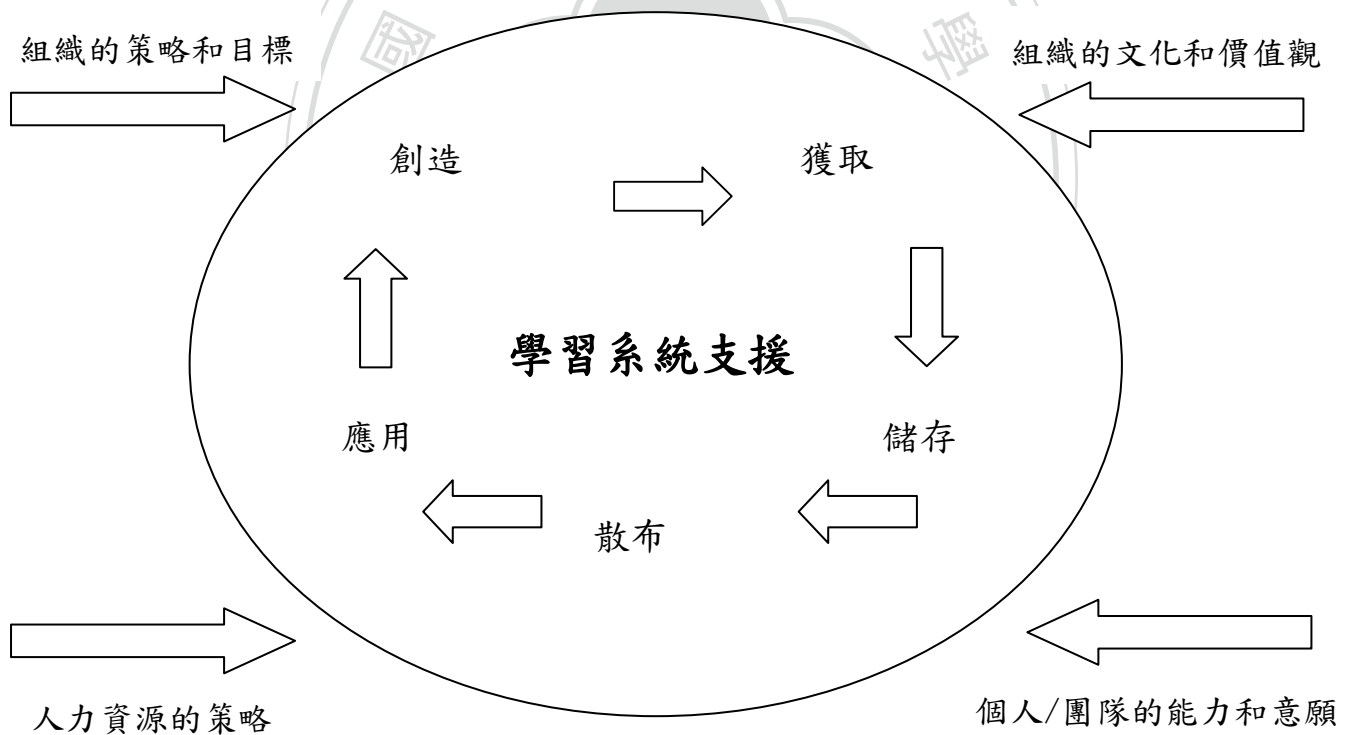 組織的策略和目標
國
學
組織的文化和價值觀
創造
獲取
學習系統支援
應用
儲存
散布
人力資源的策略
個人/團隊的能力和意願